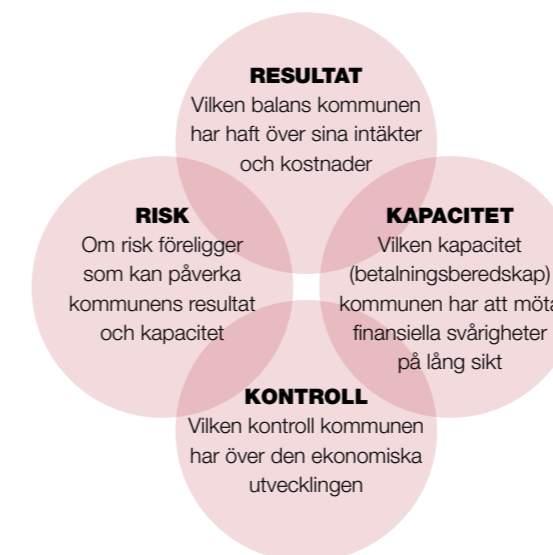 RESULTAT
Vilken balans kommunen
har haft över sina intäkter
och kostnader
RISK
Om risk föreligger
som kan påverka
kommunens resultat
och kapacitet
KAPACITET
Vilken kapacitet
(betalningsberedskap)
kommunen har att möta
finansiella svårigheter
på lång sikt
KONTROLL
Vilken kontroll kommunen
har över den ekonomiska
utvecklingen